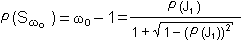 ρ(S_{ω₀}) = ω₀ − 1 = ρ(J₁) / (1 + √(1 − (ρ(J₁))²))